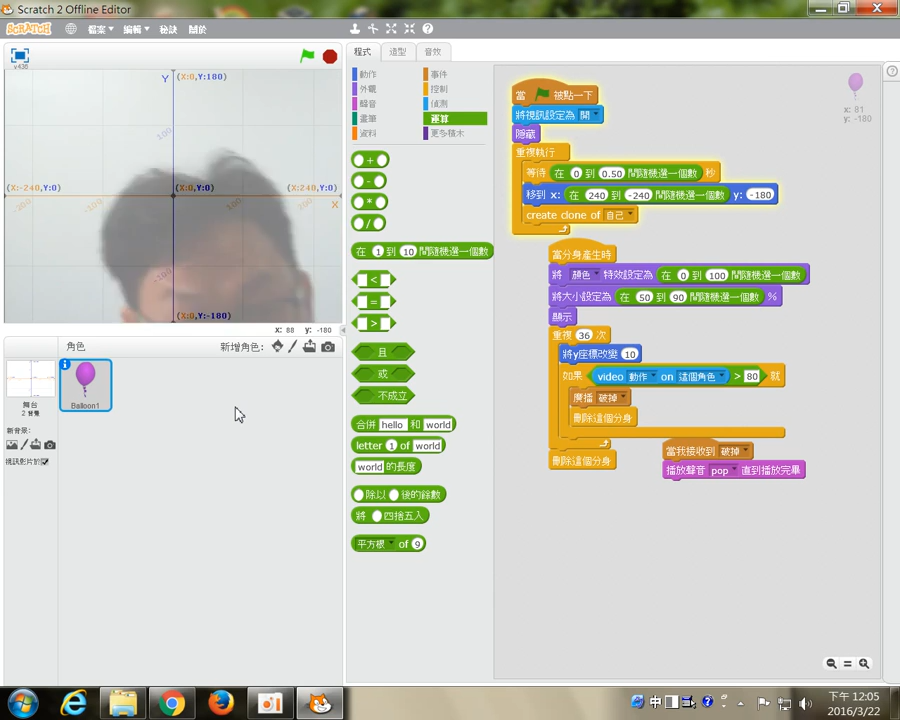 Scratch 2 Offline Editor
SCRATCH 檔案▼ 編輯▼ 秘訣 關於
v438
Y (X:0,Y:180)
100
(X:-240,Y:0) (X:0,Y:0) (X:240,Y:0)
-200 -100 100 200 X
-100
(X:0,Y:-180)
x: 88 y: -180
角色 新增角色:
舞台
2 背景
Balloon1
新背景:
視訊影片於
程式 造型 音效
動作 事件
外觀 控制
聲音 偵測
畫筆 運算
資料 更多積木
+
-
*
/
在 1 到 10 間隨機選一個數
<
=
>
且
或
不成立
合併 hello 和 world
letter 1 of world
world 的長度
除以 後的餘數
將 四捨五入
平方根 of 9
當 被點一下
將視訊設定為 開
隱藏
重複執行
等待 在 0 到 0.50 間隨機選一個數 秒
移到 x: 在 240 到 -240 間隨機選一個數 y: -180
create clone of 自己
當分身產生時
將 顏色 特效設定為 在 0 到 100 間隨機選一個數
將大小設定為 在 50 到 90 間隨機選一個數 %
顯示
重複 36 次
將y座標改變 10
如果 video 動作 on 這個角色 > 80 就
廣播 破掉
刪除這個分身
刪除這個分身
當我接收到 破掉
播放聲音 pop 直到播放完畢
x: 81
y: -180
中
下午 12:05
2016/3/22